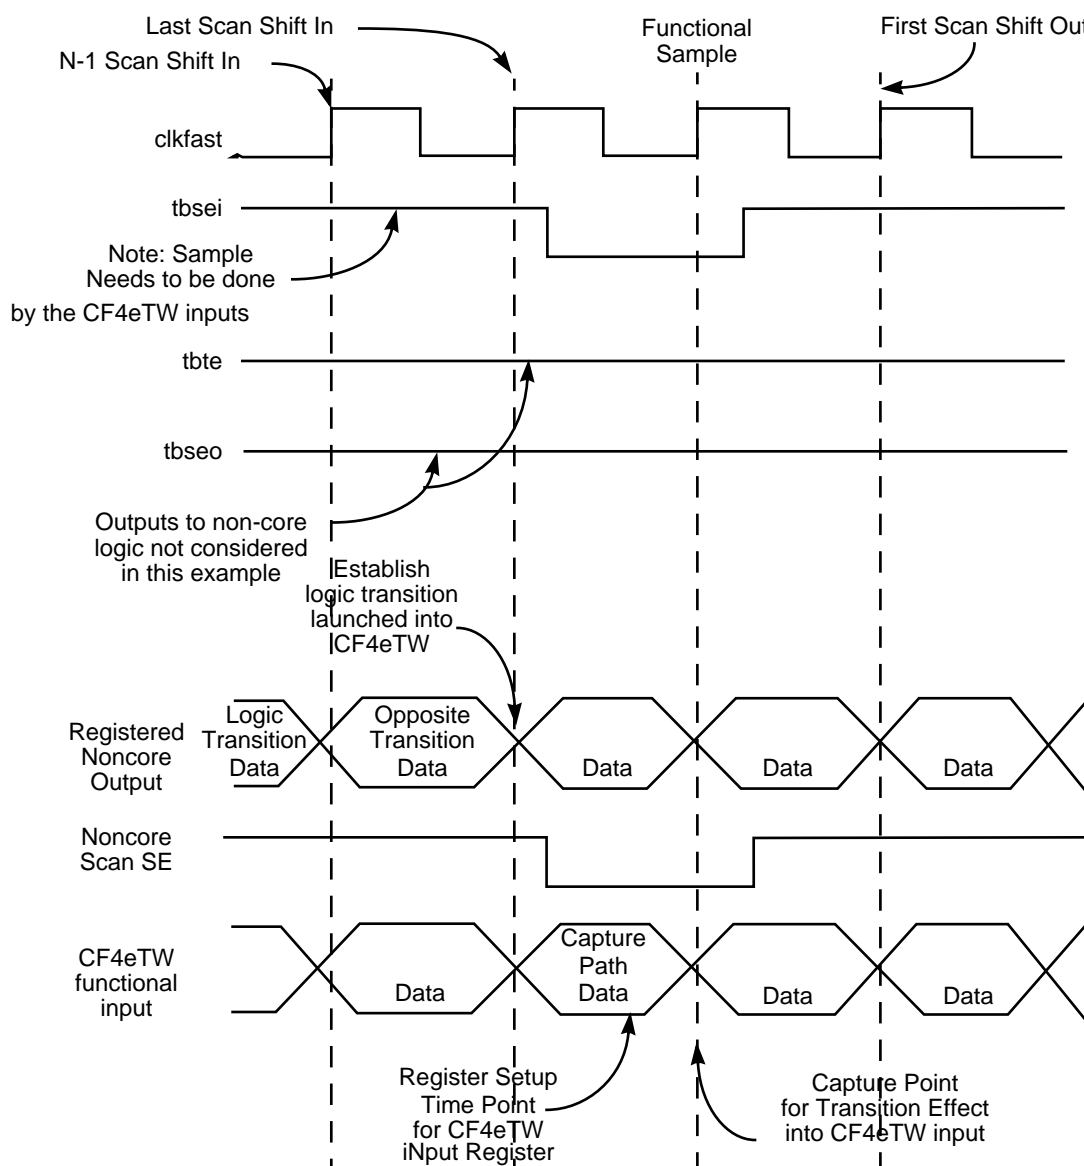 Last Scan Shift In
Functional
Sample
First Scan Shift Out
N-1 Scan Shift In
clkfast
tbsei
Note: Sample
Needs to be done
by the CF4eTW inputs
tbte
tbseo
Outputs to non-core
logic not considered
in this example
Establish
logic transition
launched into
CF4eTW
Registered
Noncore
Output
Logic
Transition
Data
Opposite
Transition
Data
Data
Data
Data
Noncore
Scan SE
CF4eTW
functional
input
Data
Capture
Path
Data
Data
Data
Register Setup
Time Point
for CF4eTW
iNput Register
Capture Point
for Transition Effect
into CF4eTW input